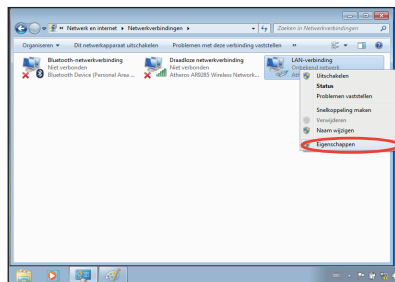 Netwerk en internet ▸ Netwerkverbindingen ▸
Zoeken in Netwerkverbindingen
Organiseren ▾ Dit netwerkapparaat uitschakelen Problemen met deze verbinding vaststellen »
Bluetooth-netwerkverbinding
Niet verbonden
Bluetooth Device (Personal Area ...
Draadloze netwerkverbinding
Niet verbonden
Atheros AR9285 Wireless Network...
LAN-verbinding
Onbekend netwerk
Uitschakelen
Status
Problemen vaststellen
Snelkoppeling maken
Verwijderen
Naam wijzigen
Eigenschappen